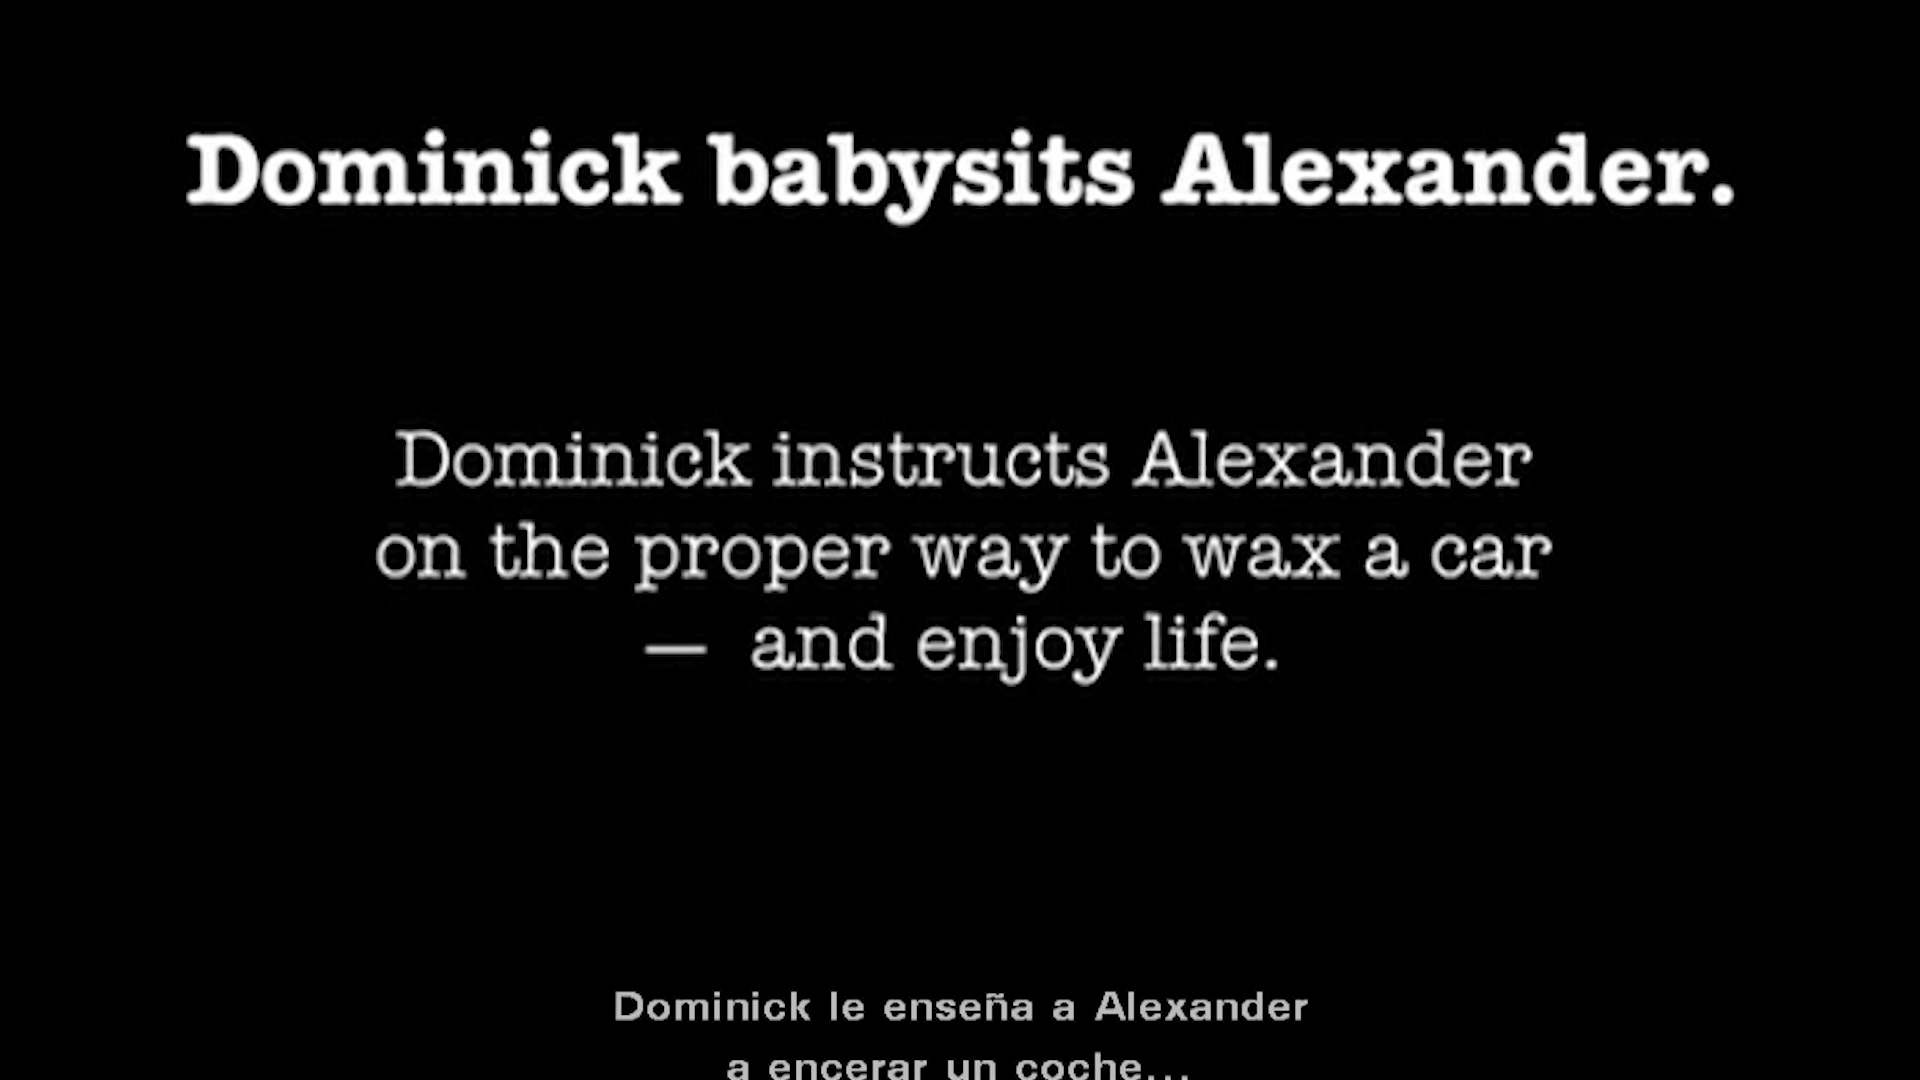 Dominick babysits Alexander.
Dominick instructs Alexander
on the proper way to wax a car
— and enjoy life.
Dominick le enseña a Alexander
a encerar un coche...